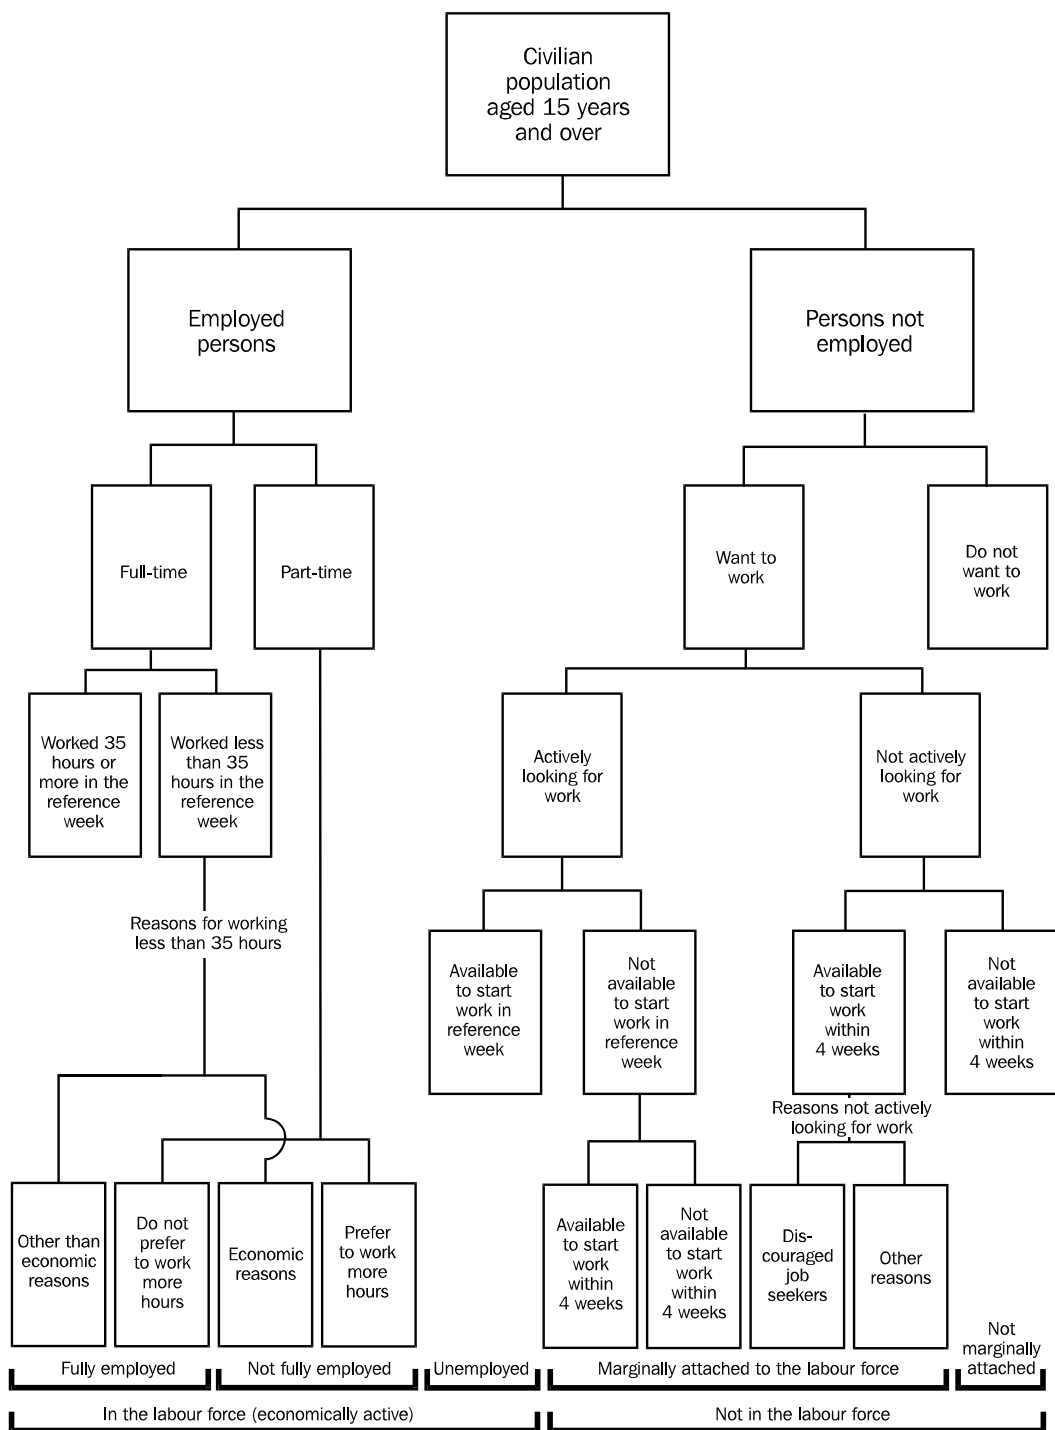 Civilian
population
aged 15 years
and over
Employed
persons
Persons not
employed
Full-time
Part-time
Want to
work
Do not
want to
work
Worked 35
hours or
more in the
reference
week
Worked less
than 35
hours in the
reference
week
Actively
looking for
work
Not actively
looking for
work
Reasons for working
less than 35 hours
Available
to start
work in
reference
week
Not
available
to start
work in
reference
week
Available
to start
work
within
4 weeks
Not
available
to start
work
within
4 weeks
Reasons not actively
looking for work
Other than
economic
reasons
Do not
prefer
to work
more
hours
Economic
reasons
Prefer
to work
more
hours
Available
to start
work
within
4 weeks
Not
available
to start
work
within
4 weeks
Dis-
couraged
job
seekers
Other
reasons
Fully employed
Not fully employed
Unemployed
Marginally attached to the labour force
Not
marginally
attached
In the labour force (economically active)
Not in the labour force